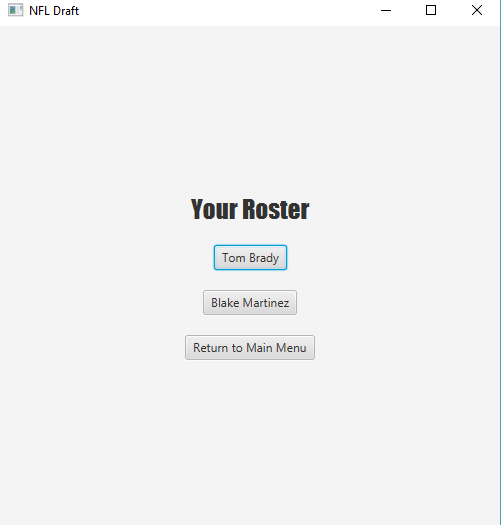 NFL Draft
Your Roster
Tom Brady
Blake Martinez
Return to Main Menu